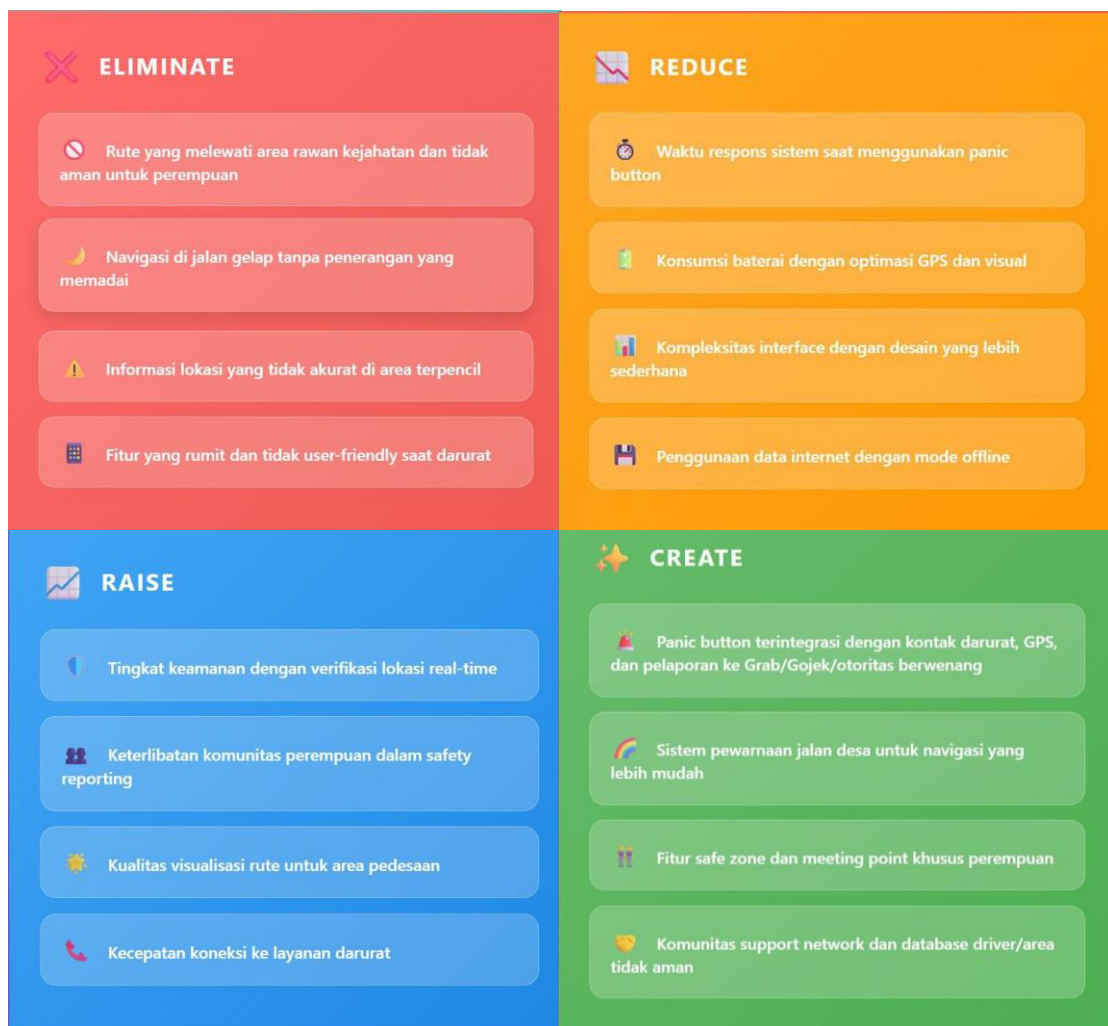 ELIMINATE
Rute yang melewati area rawan kejahatan dan tidak
aman untuk perempuan
Navigasi di jalan gelap tanpa penerangan yang
memadai
Informasi lokasi yang tidak akurat di area terpencil
Fitur yang rumit dan tidak user-friendly saat darurat
REDUCE
Waktu respons sistem saat menggunakan panic
button
Konsumsi baterai dengan optimasi GPS dan visual
Kompleksitas interface dengan desain yang lebih
sederhana
Penggunaan data internet dengan mode offline
RAISE
Tingkat keamanan dengan verifikasi lokasi real-time
Keterlibatan komunitas perempuan dalam safety
reporting
Kualitas visualisasi rute untuk area pedesaan
Kecepatan koneksi ke layanan darurat
CREATE
Panic button terintegrasi dengan kontak darurat, GPS,
dan pelaporan ke Grab/Gojek/otoritas berwenang
Sistem pewarnaan jalan desa untuk navigasi yang
lebih mudah
Fitur safe zone dan meeting point khusus perempuan
Komunitas support network dan database driver/area
tidak aman